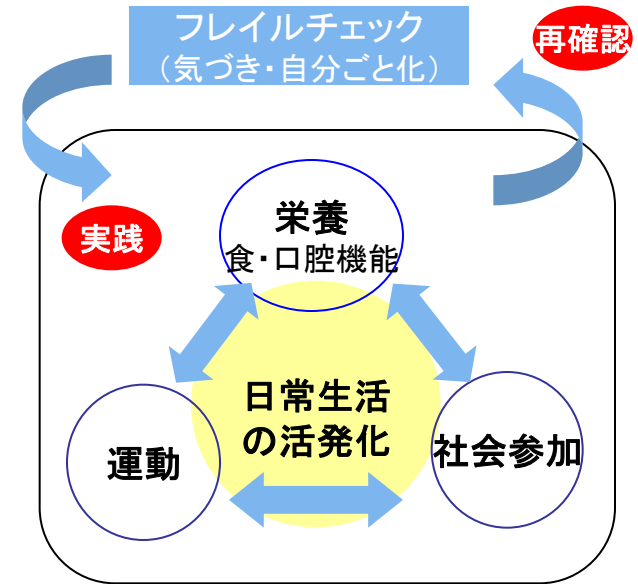 フレイルチェック
（気づき・自分ごと化）
再確認
実践
栄養
食・口腔機能
日常生活
の活発化
運動
社会参加